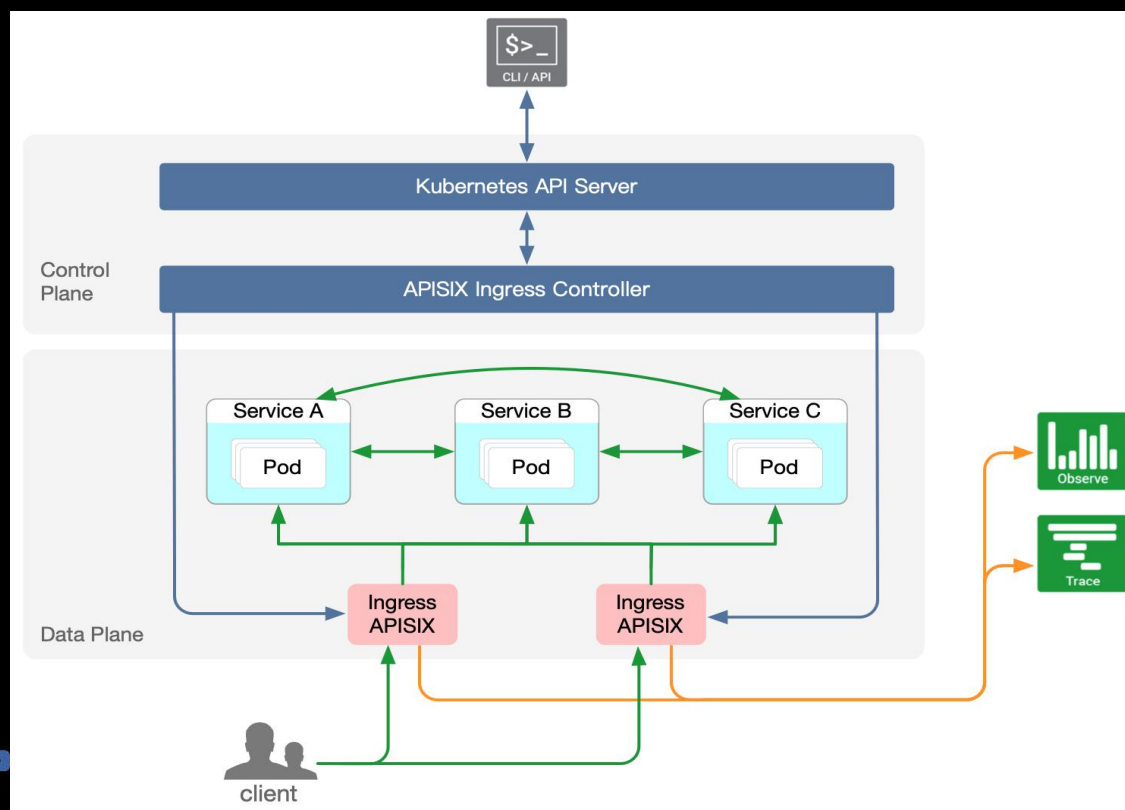 $>_
CLI / API
Kubernetes API Server
Control
Plane
APISIX Ingress Controller
Service A
Service B
Service C
Pod
Pod
Pod
Observe
Trace
Ingress
APISIX
Ingress
APISIX
Data Plane
client